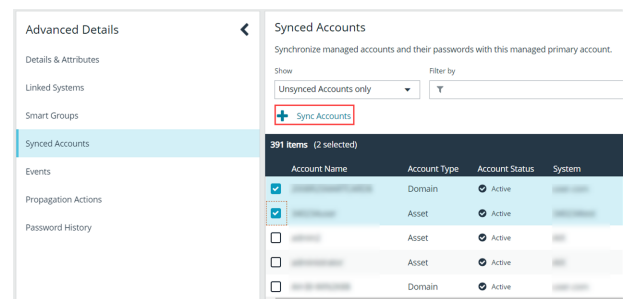 Advanced Details
Details & Attributes
Linked Systems
Smart Groups
Synced Accounts
Events
Propagation Actions
Password History
Synced Accounts
Synchronize managed accounts and their passwords with this managed primary account.
Show Filter by
Unsynced Accounts only
Sync Accounts
391 items (2 selected)
Account Name Account Type Account Status System
Domain Active
Asset Active
Asset Active
Asset Active
Domain Active